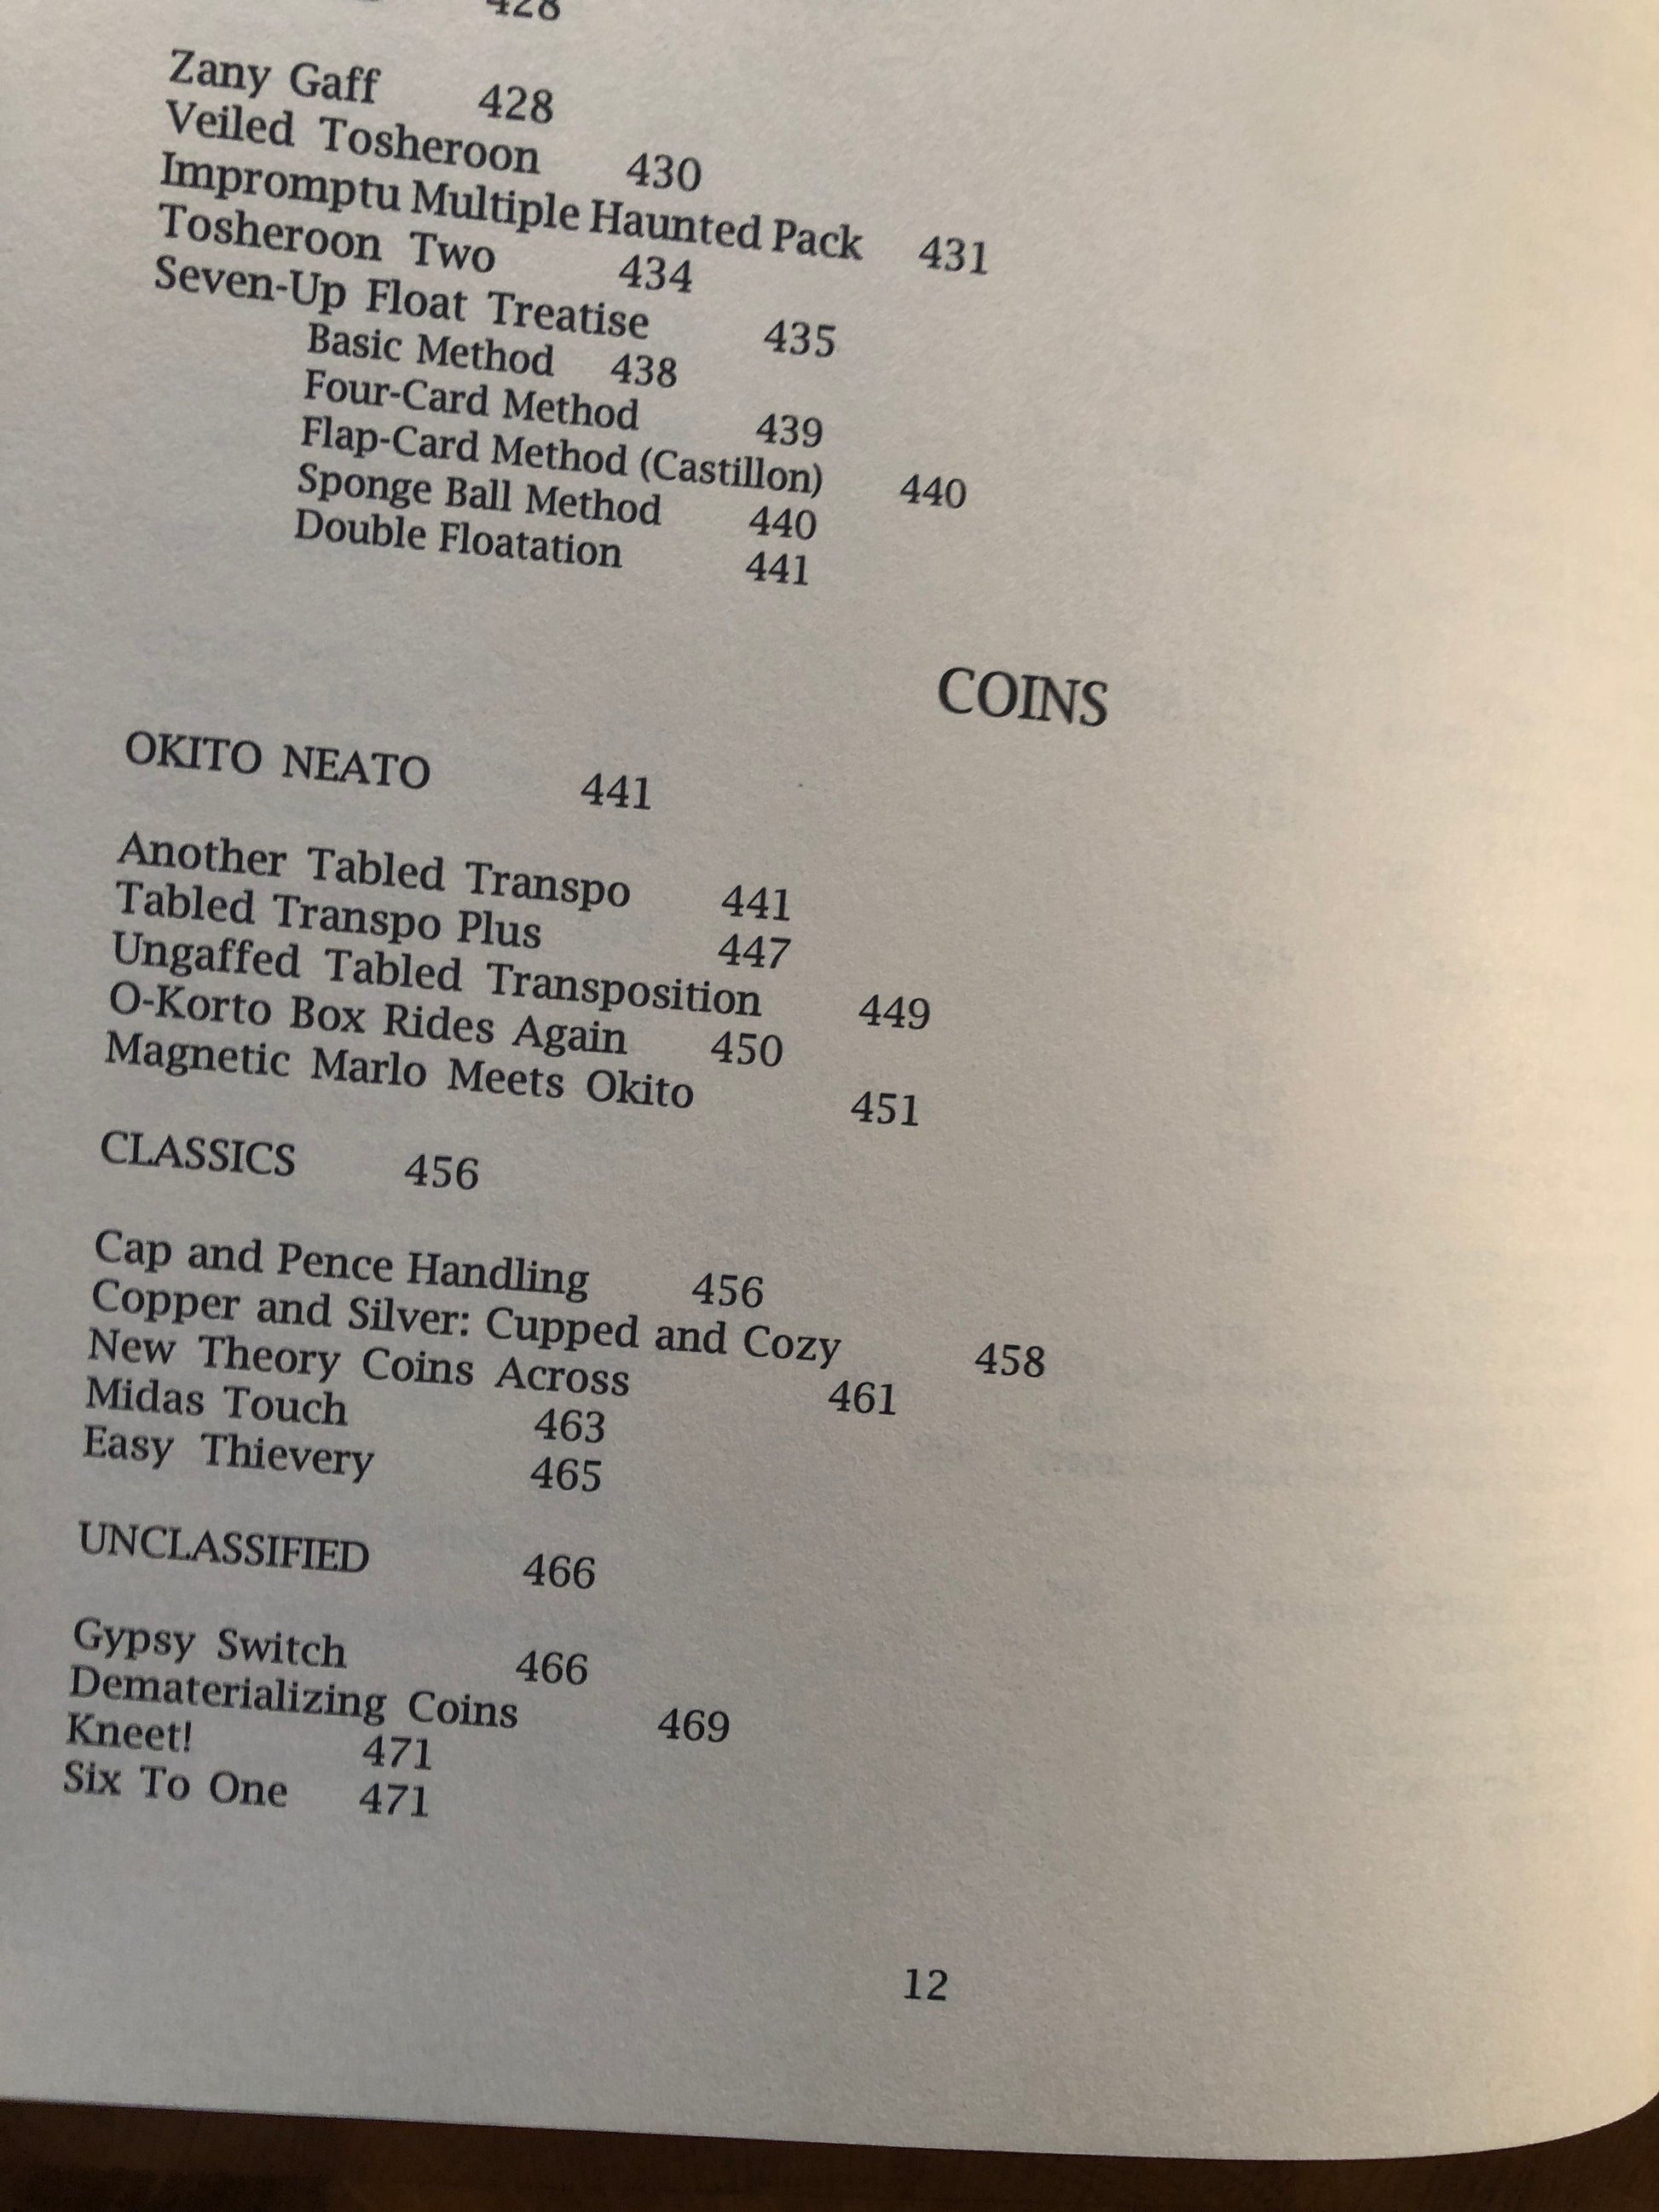 428
Zany Gaff 428
Veiled Tosheroon 430
Impromptu Multiple Haunted Pack 431
Tosheroon Two 434
Seven-Up Float Treatise 435
Basic Method 438
Four-Card Method 439
Flap-Card Method (Castillon) 440
Sponge Ball Method 440
Double Floatation 441
COINS
OKITO NEATO 441
Another Tabled Transpo 441
Tabled Transpo Plus 447
Ungaffed Tabled Transposition 449
O-Korto Box Rides Again 450
Magnetic Marlo Meets Okito 451
CLASSICS 456
Cap and Pence Handling 456
Copper and Silver: Cupped and Cozy 458
New Theory Coins Across 461
Midas Touch 463
Easy Thievery 465
UNCLASSIFIED 466
Gypsy Switch 466
Dematerializing Coins 469
Kneet! 471
Six To One 471
12